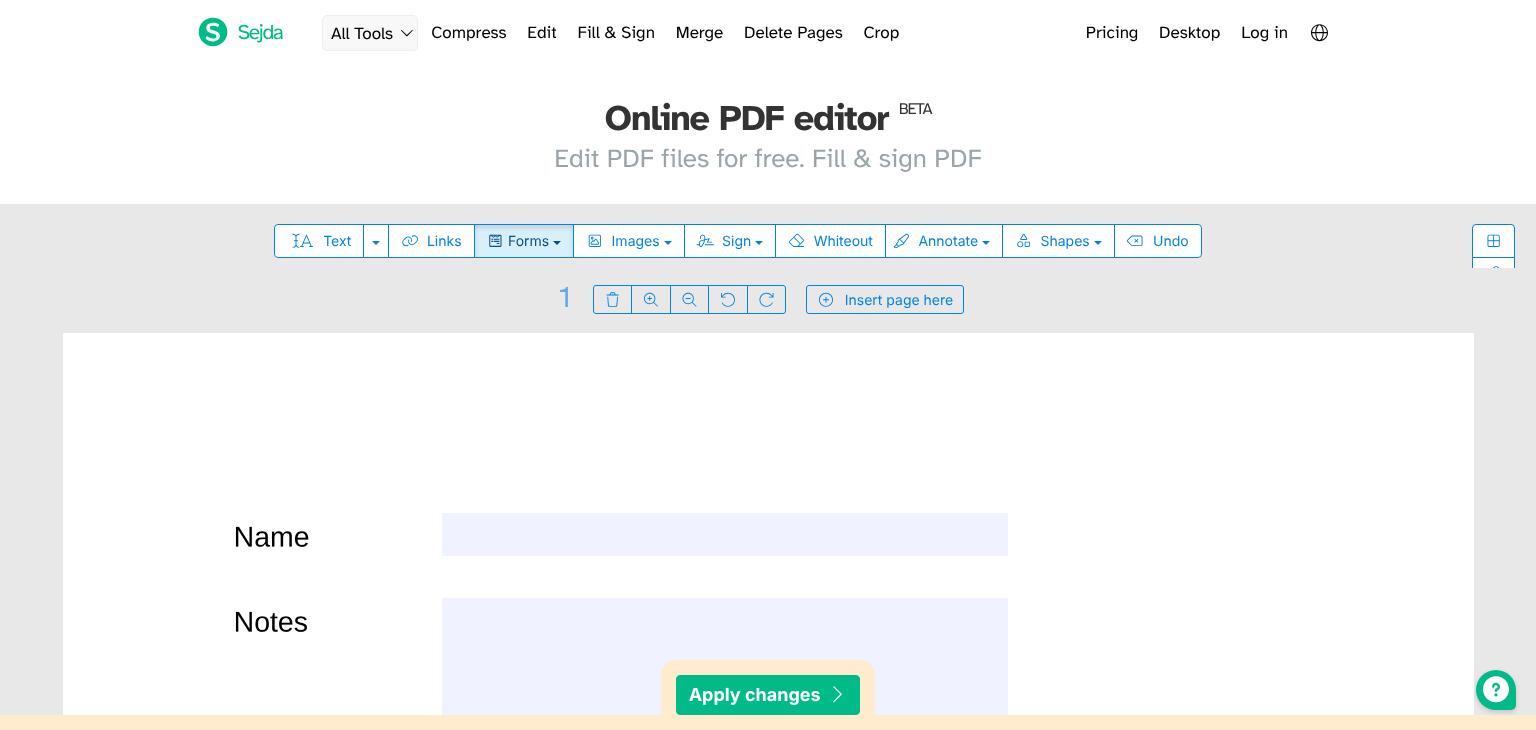 Sejda All Tools Compress Edit Fill & Sign Merge Delete Pages Crop Pricing Desktop Log in
Online PDF editor BETA
Edit PDF files for free. Fill & sign PDF
Text Links Forms Images Sign Whiteout Annotate Shapes Undo
1 Insert page here
Name
Notes
Apply changes